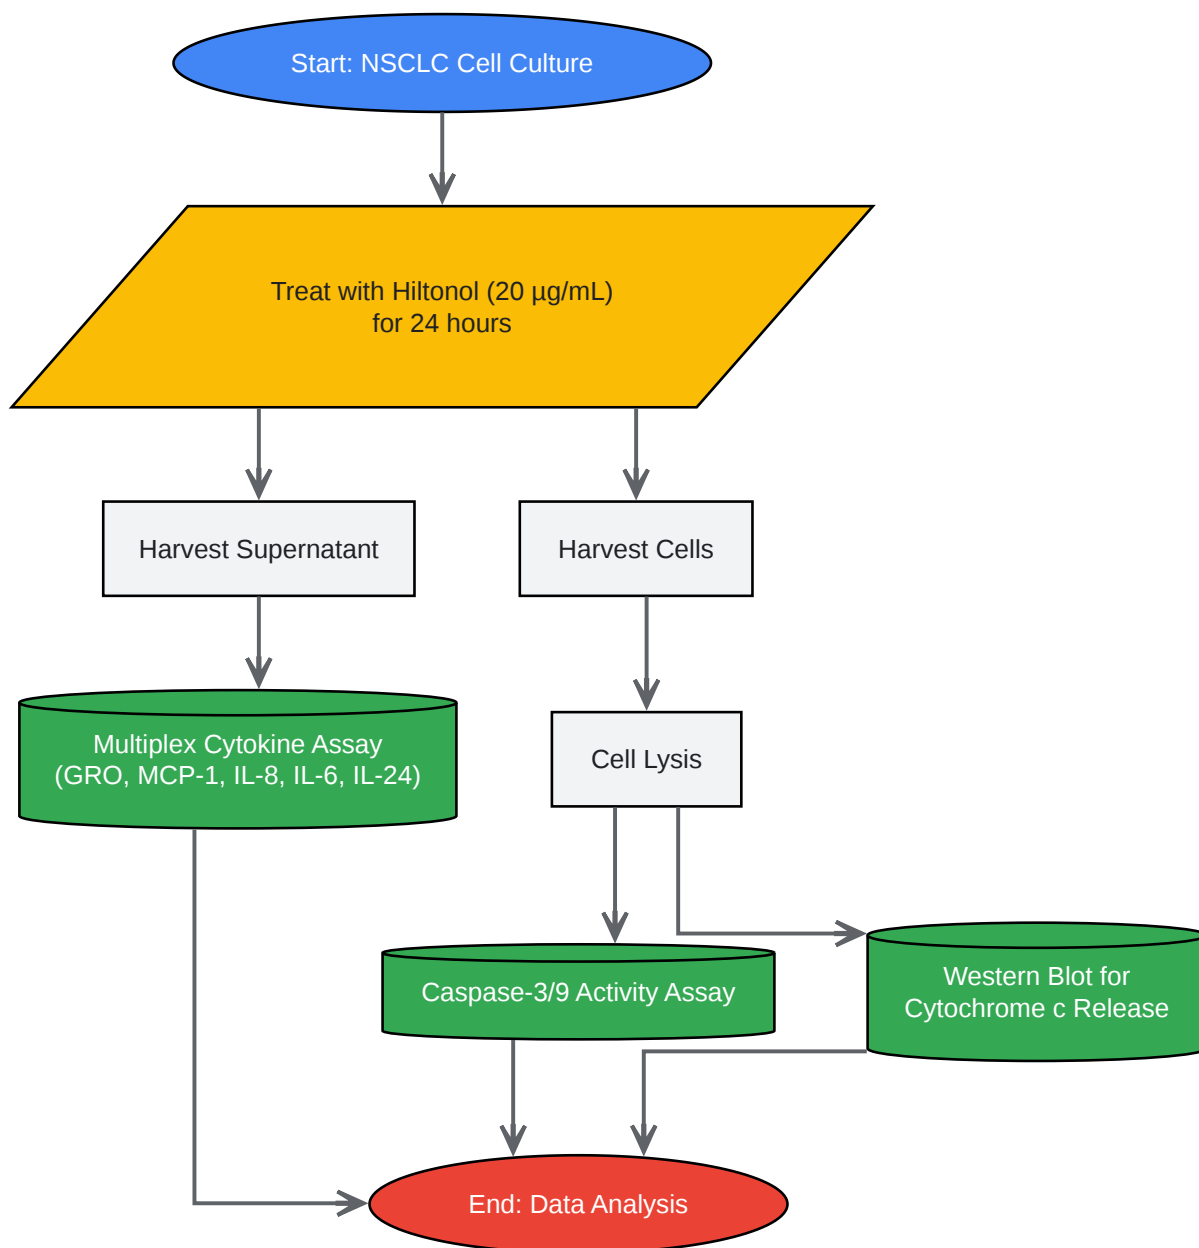 Start: NSCLC Cell Culture
Treat with Hiltonol (20 µg/mL)
for 24 hours
Harvest Supernatant
Harvest Cells
Multiplex Cytokine Assay
(GRO, MCP-1, IL-8, IL-6, IL-24)
Cell Lysis
Caspase-3/9 Activity Assay
Western Blot for
Cytochrome c Release
End: Data Analysis